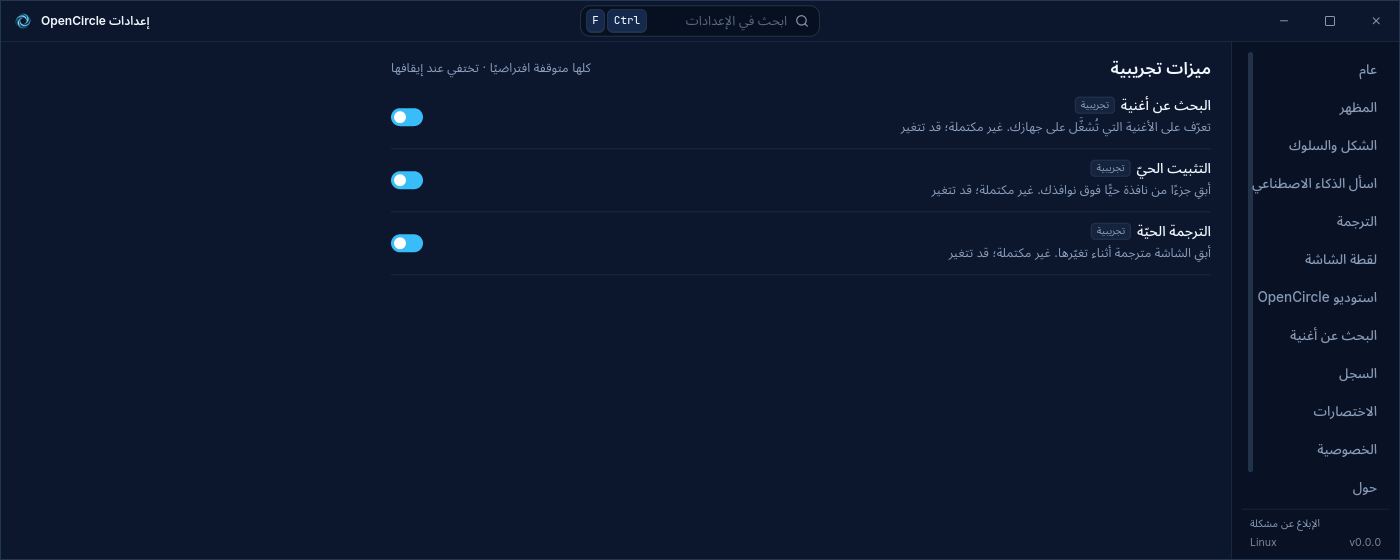 إعدادات OpenCircle
ابحث في الإعدادات
Ctrl F
عام
المظهر
الشكل والسلوك
اسأل الذكاء الاصطناعي
الترجمة
لقطة الشاشة
استوديو OpenCircle
البحث عن أغنية
السجل
الاختصارات
الخصوصية
حول
الإبلاغ عن مشكلة
v0.0.0 Linux
ميزات تجريبية
كلها متوقفة افتراضيًا · تختفي عند إيقافها
البحث عن أغنية تجريبية
تعرّف على الأغنية التي تُشغَّل على جهازك. غير مكتملة؛ قد تتغير
التثبيت الحيّ تجريبية
أبقِ جزءًا من نافذة حيًّا فوق نوافذك. غير مكتملة؛ قد تتغير
الترجمة الحيّة تجريبية
أبقِ الشاشة مترجمة أثناء تغيّرها. غير مكتملة؛ قد تتغير